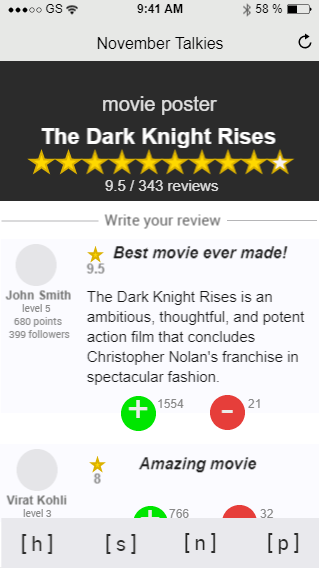 GS 9:41 AM 58 %
November Talkies
movie poster
The Dark Knight Rises
9.5 / 343 reviews
Write your review
Best movie ever made!
9.5
John Smith
level 5
680 points
399 followers
The Dark Knight Rises is an
ambitious, thoughtful, and potent
action film that concludes
Christopher Nolan's franchise in
spectacular fashion.
+ 1554 - 21
Amazing movie
8
Virat Kohli
level 3
766 32
[ h ] [ s ] [ n ] [ p ]